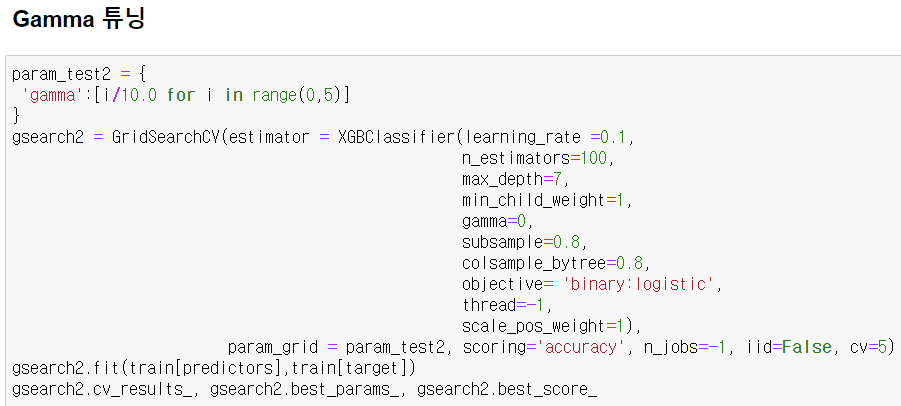 Gamma 튜닝
param_test2 = {
 'gamma':[i/10.0 for i in range(0,5)]
}
gsearch2 = GridSearchCV(estimator = XGBClassifier(learning_rate =0.1,
                                                  n_estimators=100,
                                                  max_depth=7,
                                                  min_child_weight=1,
                                                  gamma=0,
                                                  subsample=0.8,
                                                  colsample_bytree=0.8,
                                                  objective= 'binary:logistic',
                                                  thread=-1,
                                                  scale_pos_weight=1),
                        param_grid = param_test2, scoring='accuracy', n_jobs=-1, iid=False, cv=5)
gsearch2.fit(train[predictors],train[target])
gsearch2.cv_results_, gsearch2.best_params_, gsearch2.best_score_